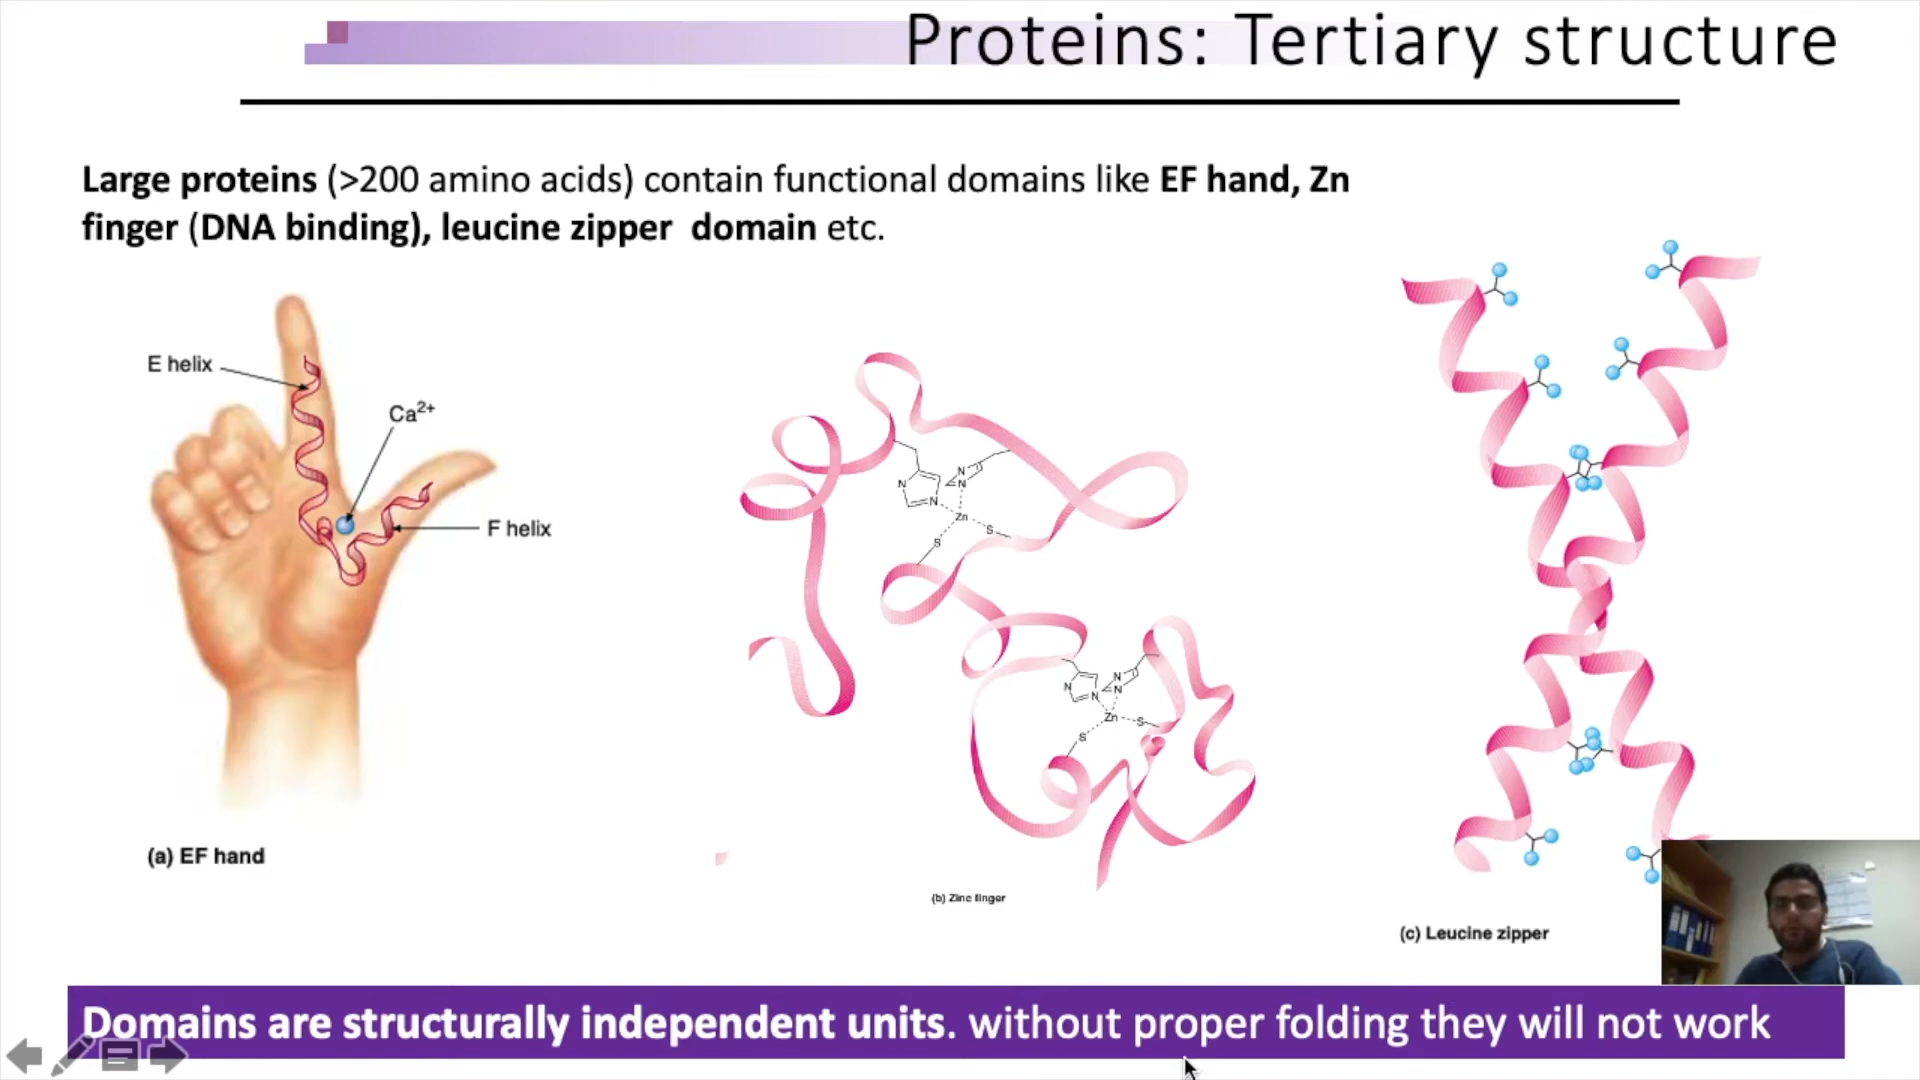 Proteins: Tertiary structure
Large proteins (>200 amino acids) contain functional domains like EF hand, Zn
finger (DNA binding), leucine zipper domain etc.
E helix
Ca2+
F helix
(a) EF hand
N
N
N
N
Zn
S
S
N
N
N
N
Zn
S
S
(b) Zinc finger
(c) Leucine zipper
Domains are structurally independent units. without proper folding they will not work